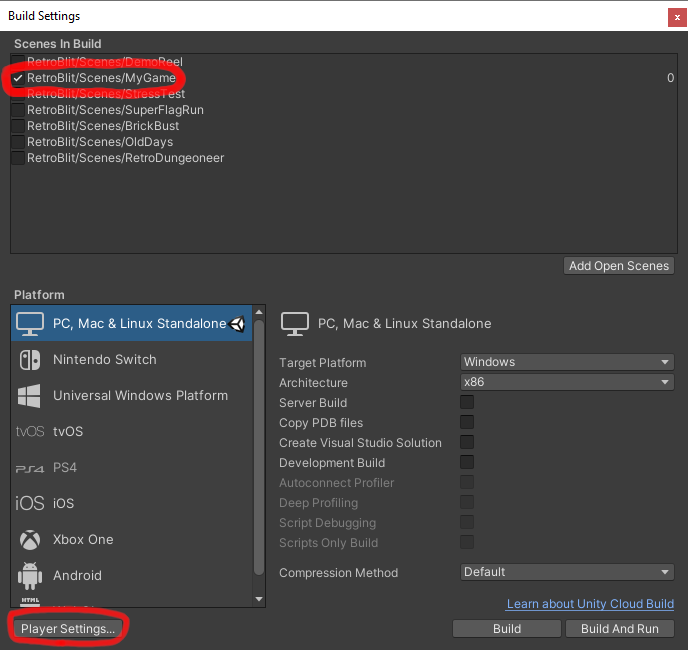 Build Settings
x
Scenes In Build
RetroBlit/Scenes/DemoReel
RetroBlit/Scenes/MyGame 0
RetroBlit/Scenes/StressTest
RetroBlit/Scenes/SuperFlagRun
RetroBlit/Scenes/BrickBust
RetroBlit/Scenes/OldDays
RetroBlit/Scenes/RetroDungeoneer
Add Open Scenes
Platform
PC, Mac & Linux Standalone
Nintendo Switch
Universal Windows Platform
tvOS tvOS
PS4 PS4
iOS iOS
Xbox One
Android
HTML
PC, Mac & Linux Standalone
Target Platform Windows
Architecture x86
Server Build
Copy PDB files
Create Visual Studio Solution
Development Build
Autoconnect Profiler
Deep Profiling
Script Debugging
Scripts Only Build
Compression Method Default
Learn about Unity Cloud Build
Player Settings...
Build
Build And Run